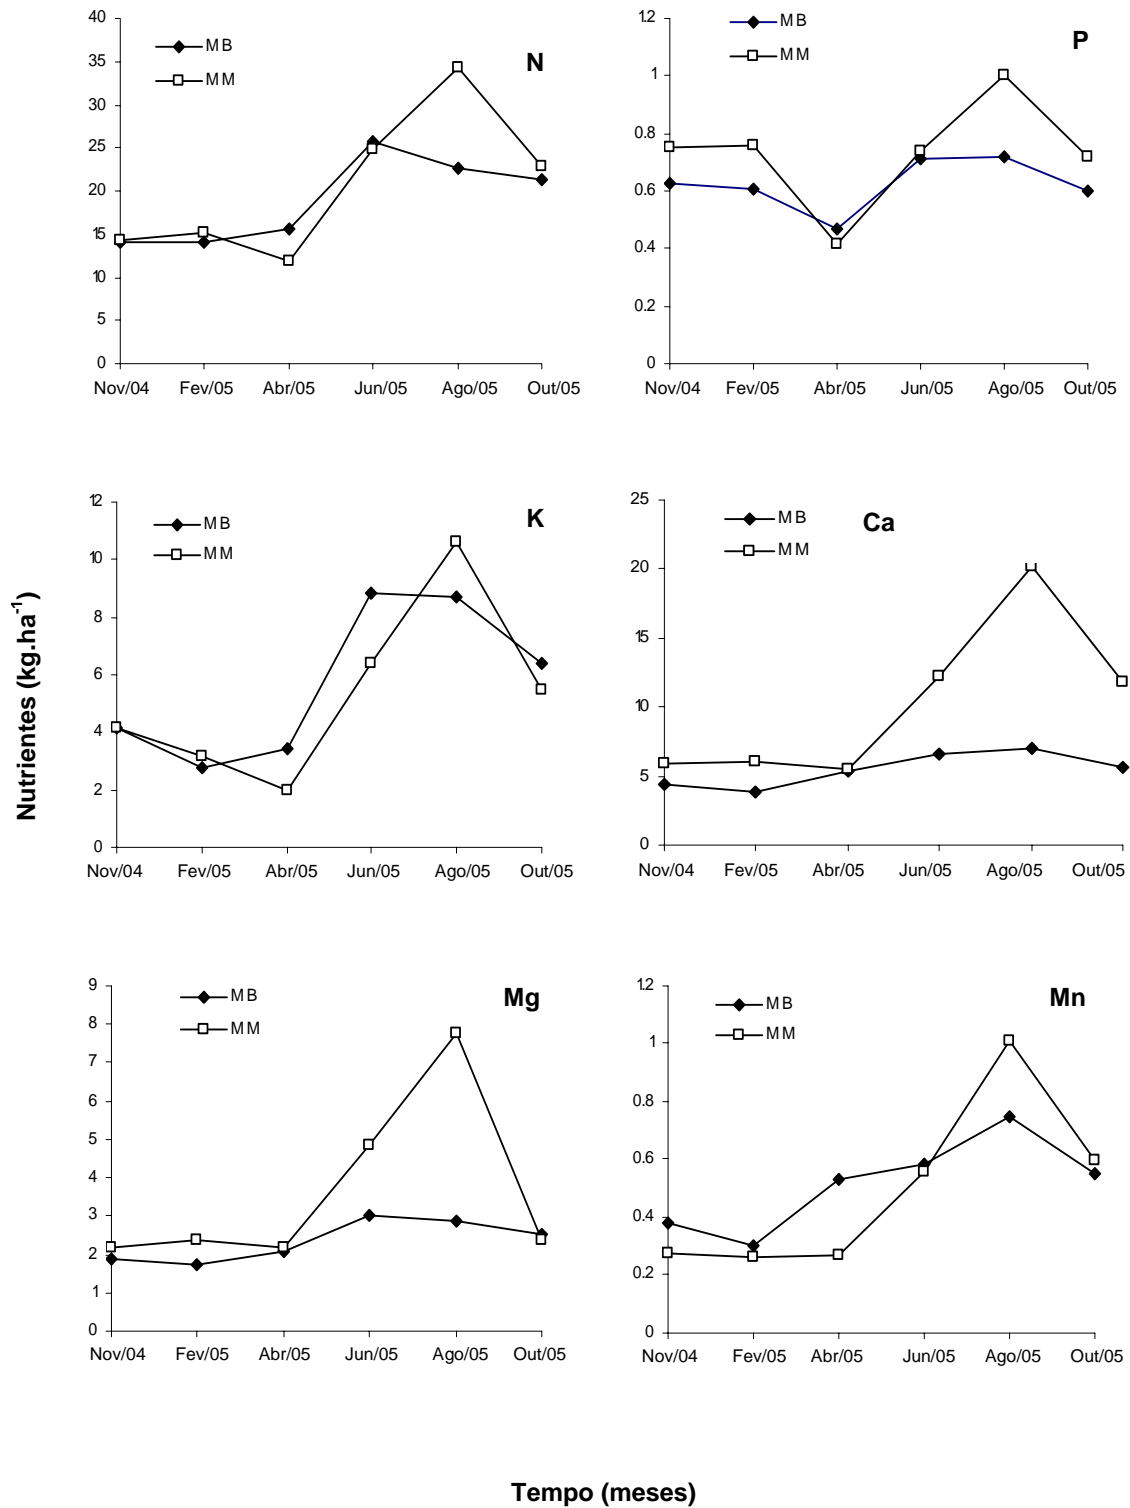 40
35
30
25
20
15
10
5
0
MB
MM
N
Nov/04 Fev/05 Abr/05 Jun/05 Ago/05 Out/05
1.2
1
0.8
0.6
0.4
0.2
0
MB
MM
P
Nov/04 Fev/05 Abr/05 Jun/05 Ago/05 Out/05
Nutrientes (kg.ha⁻¹)
12
10
8
6
4
2
0
MB
MM
K
Nov/04 Fev/05 Abr/05 Jun/05 Ago/05 Out/05
25
20
15
10
5
0
MB
MM
Ca
Nov/04 Fev/05 Abr/05 Jun/05 Ago/05 Out/05
9
8
7
6
5
4
3
2
1
0
MB
MM
Mg
Nov/04 Fev/05 Abr/05 Jun/05 Ago/05 Out/05
1.2
1
0.8
0.6
0.4
0.2
0
MB
MM
Mn
Nov/04 Fev/05 Abr/05 Jun/05 Ago/05 Out/05
Tempo (meses)